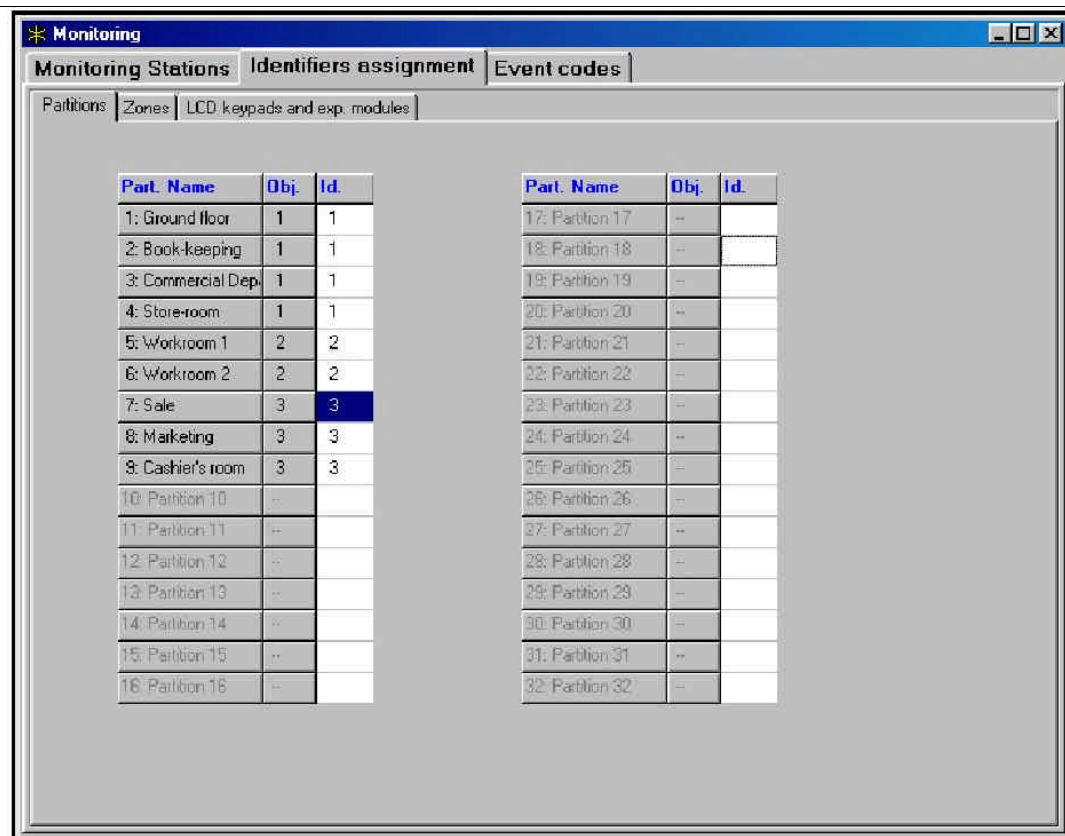 Monitoring
Monitoring Stations Identifiers assignment Event codes
Partitions Zones LCD keypads and exp. modules
Part. Name Obj. Id. Part. Name Obj. Id.
1: Ground floor 1 1 17: Partition 17 --
2: Book-keeping 1 1 18: Partition 18 --
3: Commercial Dep 1 1 19: Partition 19 --
4: Store-room 1 1 20: Partition 20 --
5: Workroom 1 2 2 21: Partition 21 --
6: Workroom 2 2 2 22: Partition 22 --
7: Sale 3 3 23: Partition 23 --
8: Marketing 3 3 24: Partition 24 --
9: Cashier's room 3 3 25: Partition 25 --
10: Partition 10 -- 26: Partition 26 --
11: Partition 11 -- 27: Partition 27 --
12: Partition 12 -- 28: Partition 28 --
13: Partition 13 -- 29: Partition 29 --
14: Partition 14 -- 30: Partition 30 --
15: Partition 15 -- 31: Partition 31 --
16: Partition 16 -- 32: Partition 32 --